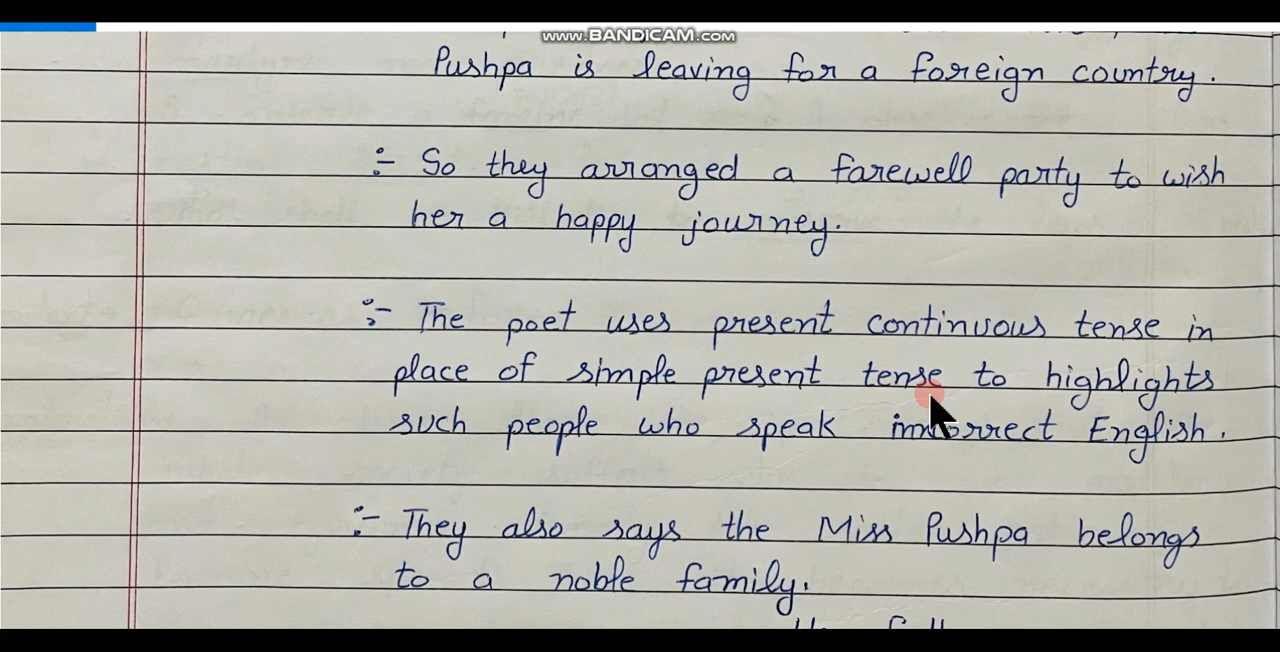 www.BANDICAM.com
Pushpa is leaving for a foreign country.
:- So they arranged a farewell party to wish
her a happy journey.
:- The poet uses present continuous tense in
place of simple present tense to highlights
such people who speak incorrect English.
:- They also says the Miss Pushpa belongs
to a noble family.